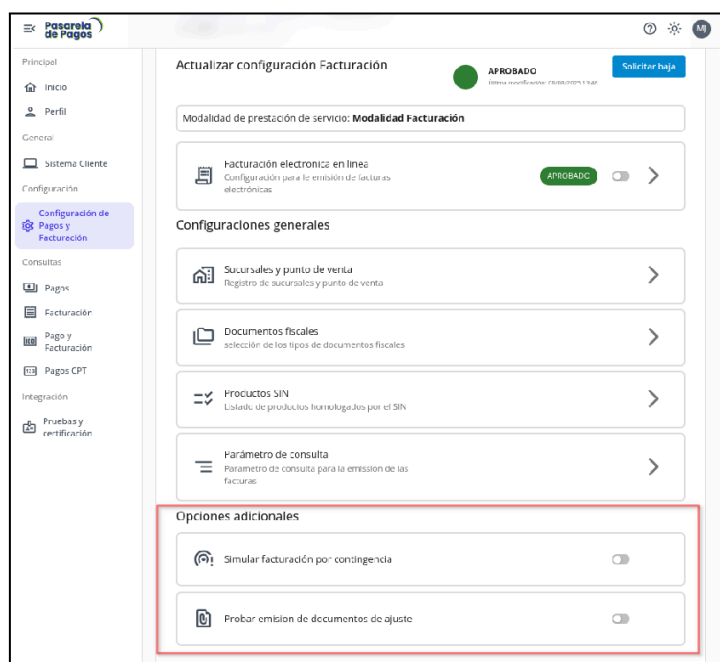 Pasarela
de Pagos
MJ
Principal
Inicio
Perfil
General
Sistema Cliente
Configuración
Configuración de
Pagos y
Facturación
Consultas
Pagos
Facturación
Pago y
Facturación
Pagos CPT
Integración
Pruebas y
certificación
Actualizar configuración Facturación
APROBADO
Última modificación:
Solicitar baja
Modalidad de prestación de servicio: Modalidad Facturación
Facturación electronica en linea
Configuración para le emisión de facturas
electrónicas
APROBADO
Configuraciones generales
Sucursales y punto de venta
Registro de sucursales y punto de venta
Documentos fiscales
selección de los tipos de documentos fiscales
Productos SIN
Listado de productos homologados por el SIN
Parámetro de consulta
Parametro de consulta para la emission de las
facturas
Opciones adicionales
Simular facturación por contingencia
Probar emision de documentos de ajuste